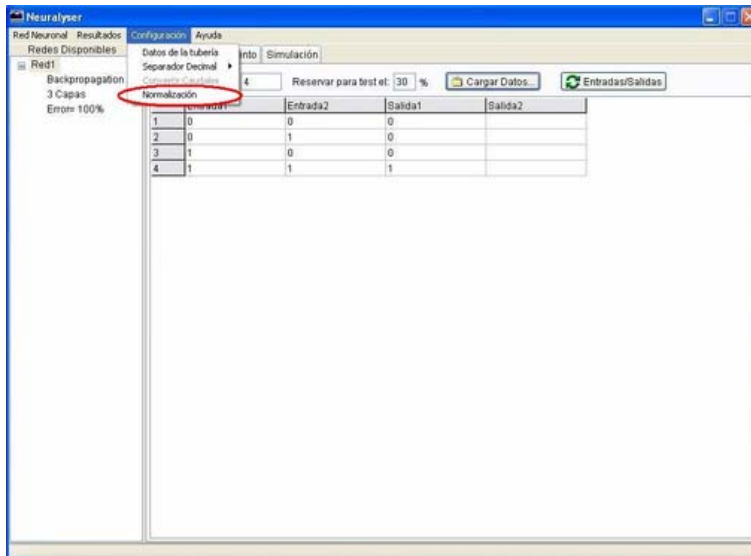 Neuralyser
Red Neuronal Resultados Configuración Ayuda
Redes Disponibles
Red1
Backpropagation
3 Capas
Error= 100%
Datos de la tubería
Separador Decimal
Convertir Caudales
Normalización
nto Simulación
4 Reservar para test el: 30 % Cargar Datos... Entradas/Salidas
Entrada1 Entrada2 Salida1 Salida2
1 0 0 0
2 0 1 0
3 1 0 0
4 1 1 1